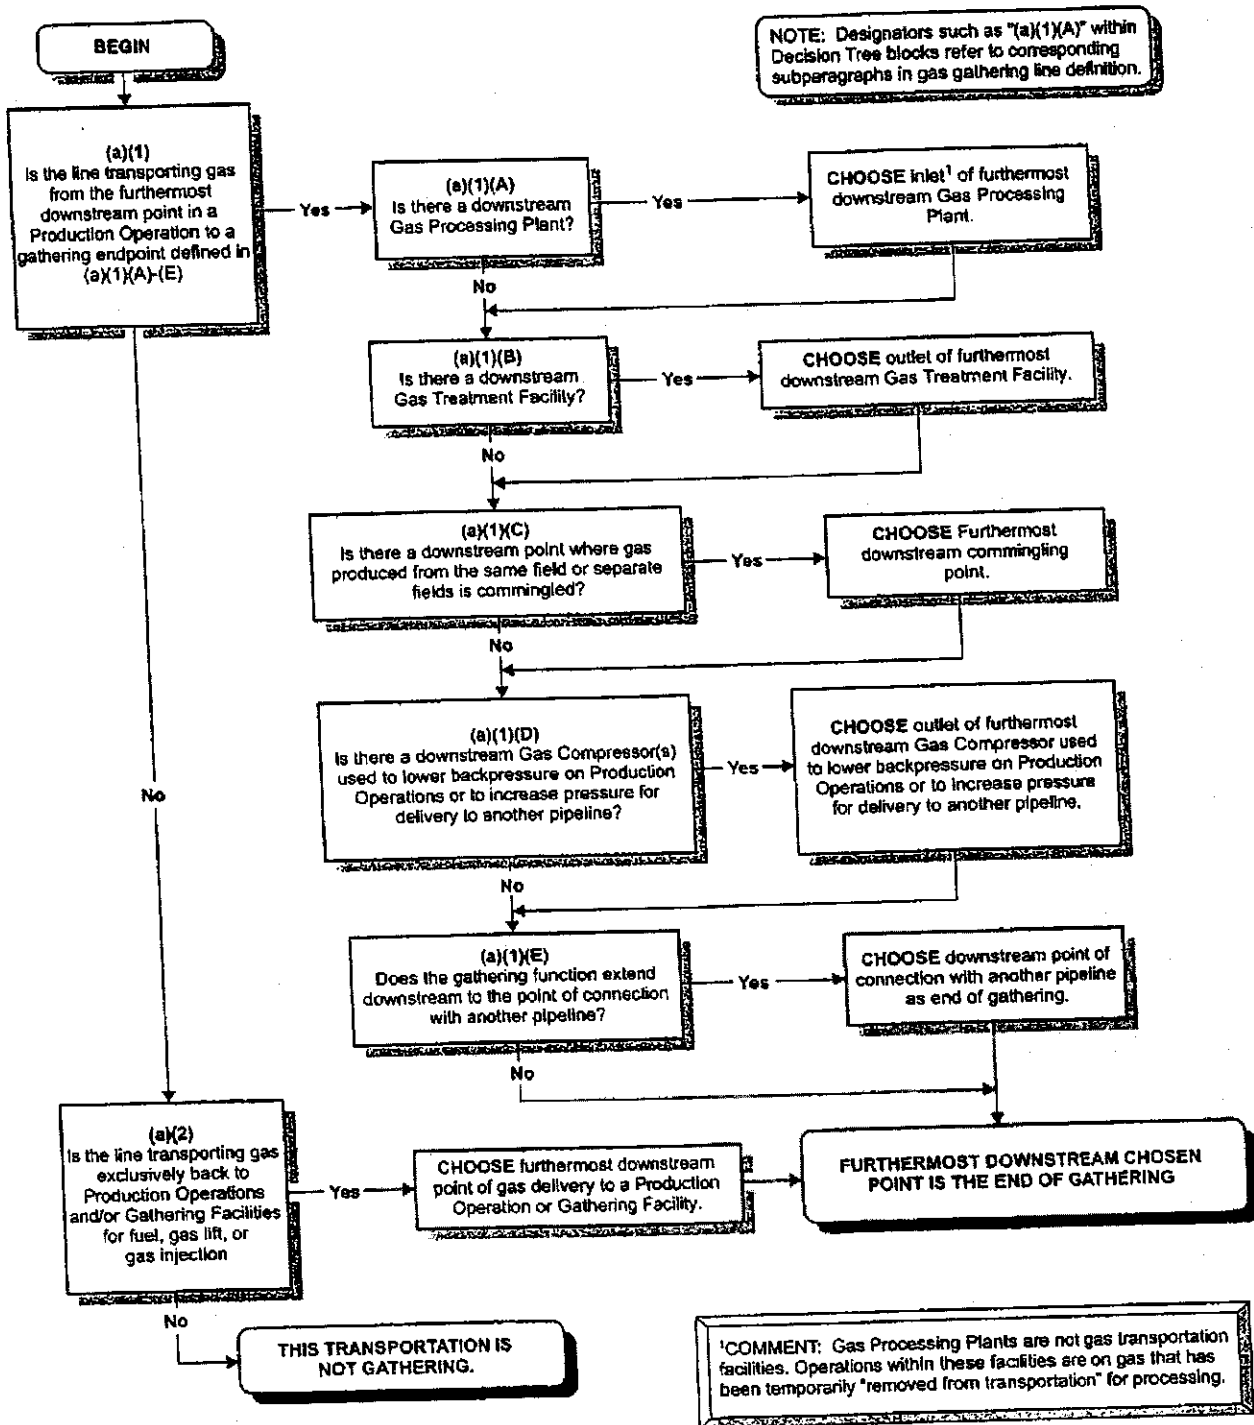 BEGIN
NOTE: Designators such as "(a)(1)(A)" within
Decision Tree blocks refer to corresponding
subparagraphs in gas gathering line definition.
(a)(1)
Is the line transporting gas
from the furthermost
downstream point in a
Production Operation to a
gathering endpoint defined in
(a)(1)(A)-(E)
Yes
(a)(1)(A)
Is there a downstream
Gas Processing Plant?
Yes
CHOOSE inlet¹ of furthermost
downstream Gas Processing
Plant.
No
(a)(1)(B)
Is there a downstream
Gas Treatment Facility?
Yes
CHOOSE outlet of furthermost
downstream Gas Treatment Facility.
No
(a)(1)(C)
Is there a downstream point where gas
produced from the same field or separate
fields is commingled?
Yes
CHOOSE Furthermost
downstream commingling
point.
No
(a)(1)(D)
Is there a downstream Gas Compressor(s)
used to lower backpressure on Production
Operations or to increase pressure for
delivery to another pipeline?
Yes
CHOOSE outlet of furthermost
downstream Gas Compressor used
to lower backpressure on Production
Operations or to increase pressure
for delivery to another pipeline.
No
No
(a)(1)(E)
Does the gathering function extend
downstream to the point of connection
with another pipeline?
Yes
CHOOSE downstream point of
connection with another pipeline
as end of gathering.
No
(a)(2)
Is the line transporting gas
exclusively back to
Production Operations
and/or Gathering Facilities
for fuel, gas lift, or
gas injection
Yes
CHOOSE furthermost downstream
point of gas delivery to a Production
Operation or Gathering Facility.
FURTHERMOST DOWNSTREAM CHOSEN
POINT IS THE END OF GATHERING
No
THIS TRANSPORTATION IS
NOT GATHERING.
¹COMMENT: Gas Processing Plants are not gas transportation
facilities. Operations within these facilities are on gas that has
been temporarily "removed from transportation" for processing.